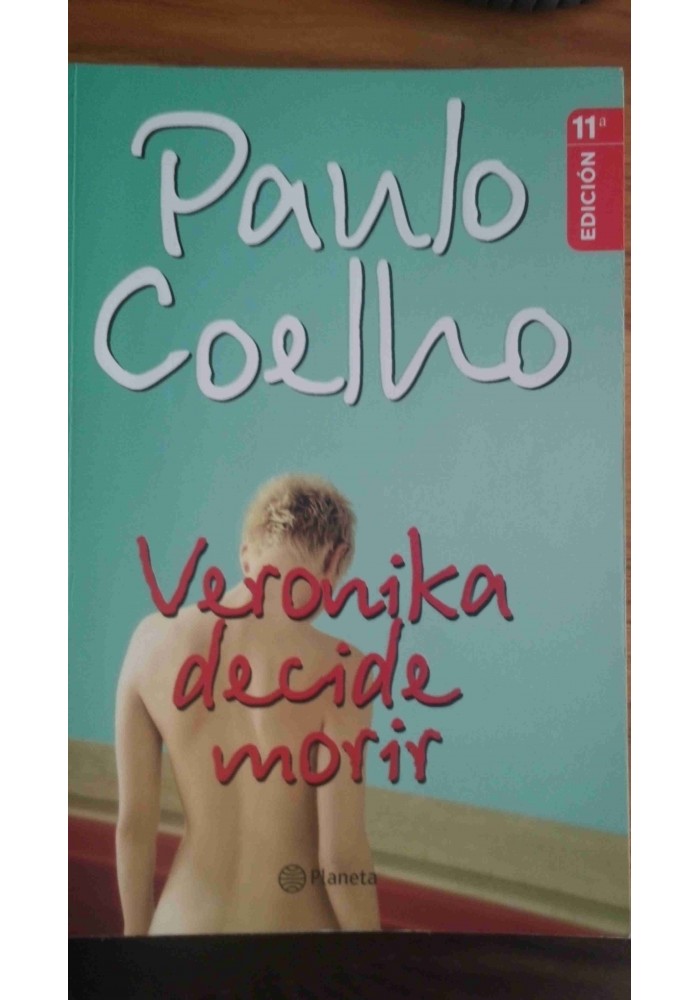 Paulo
Coelho
11ª
EDICIÓN
Veronika
decide
morir
Planeta